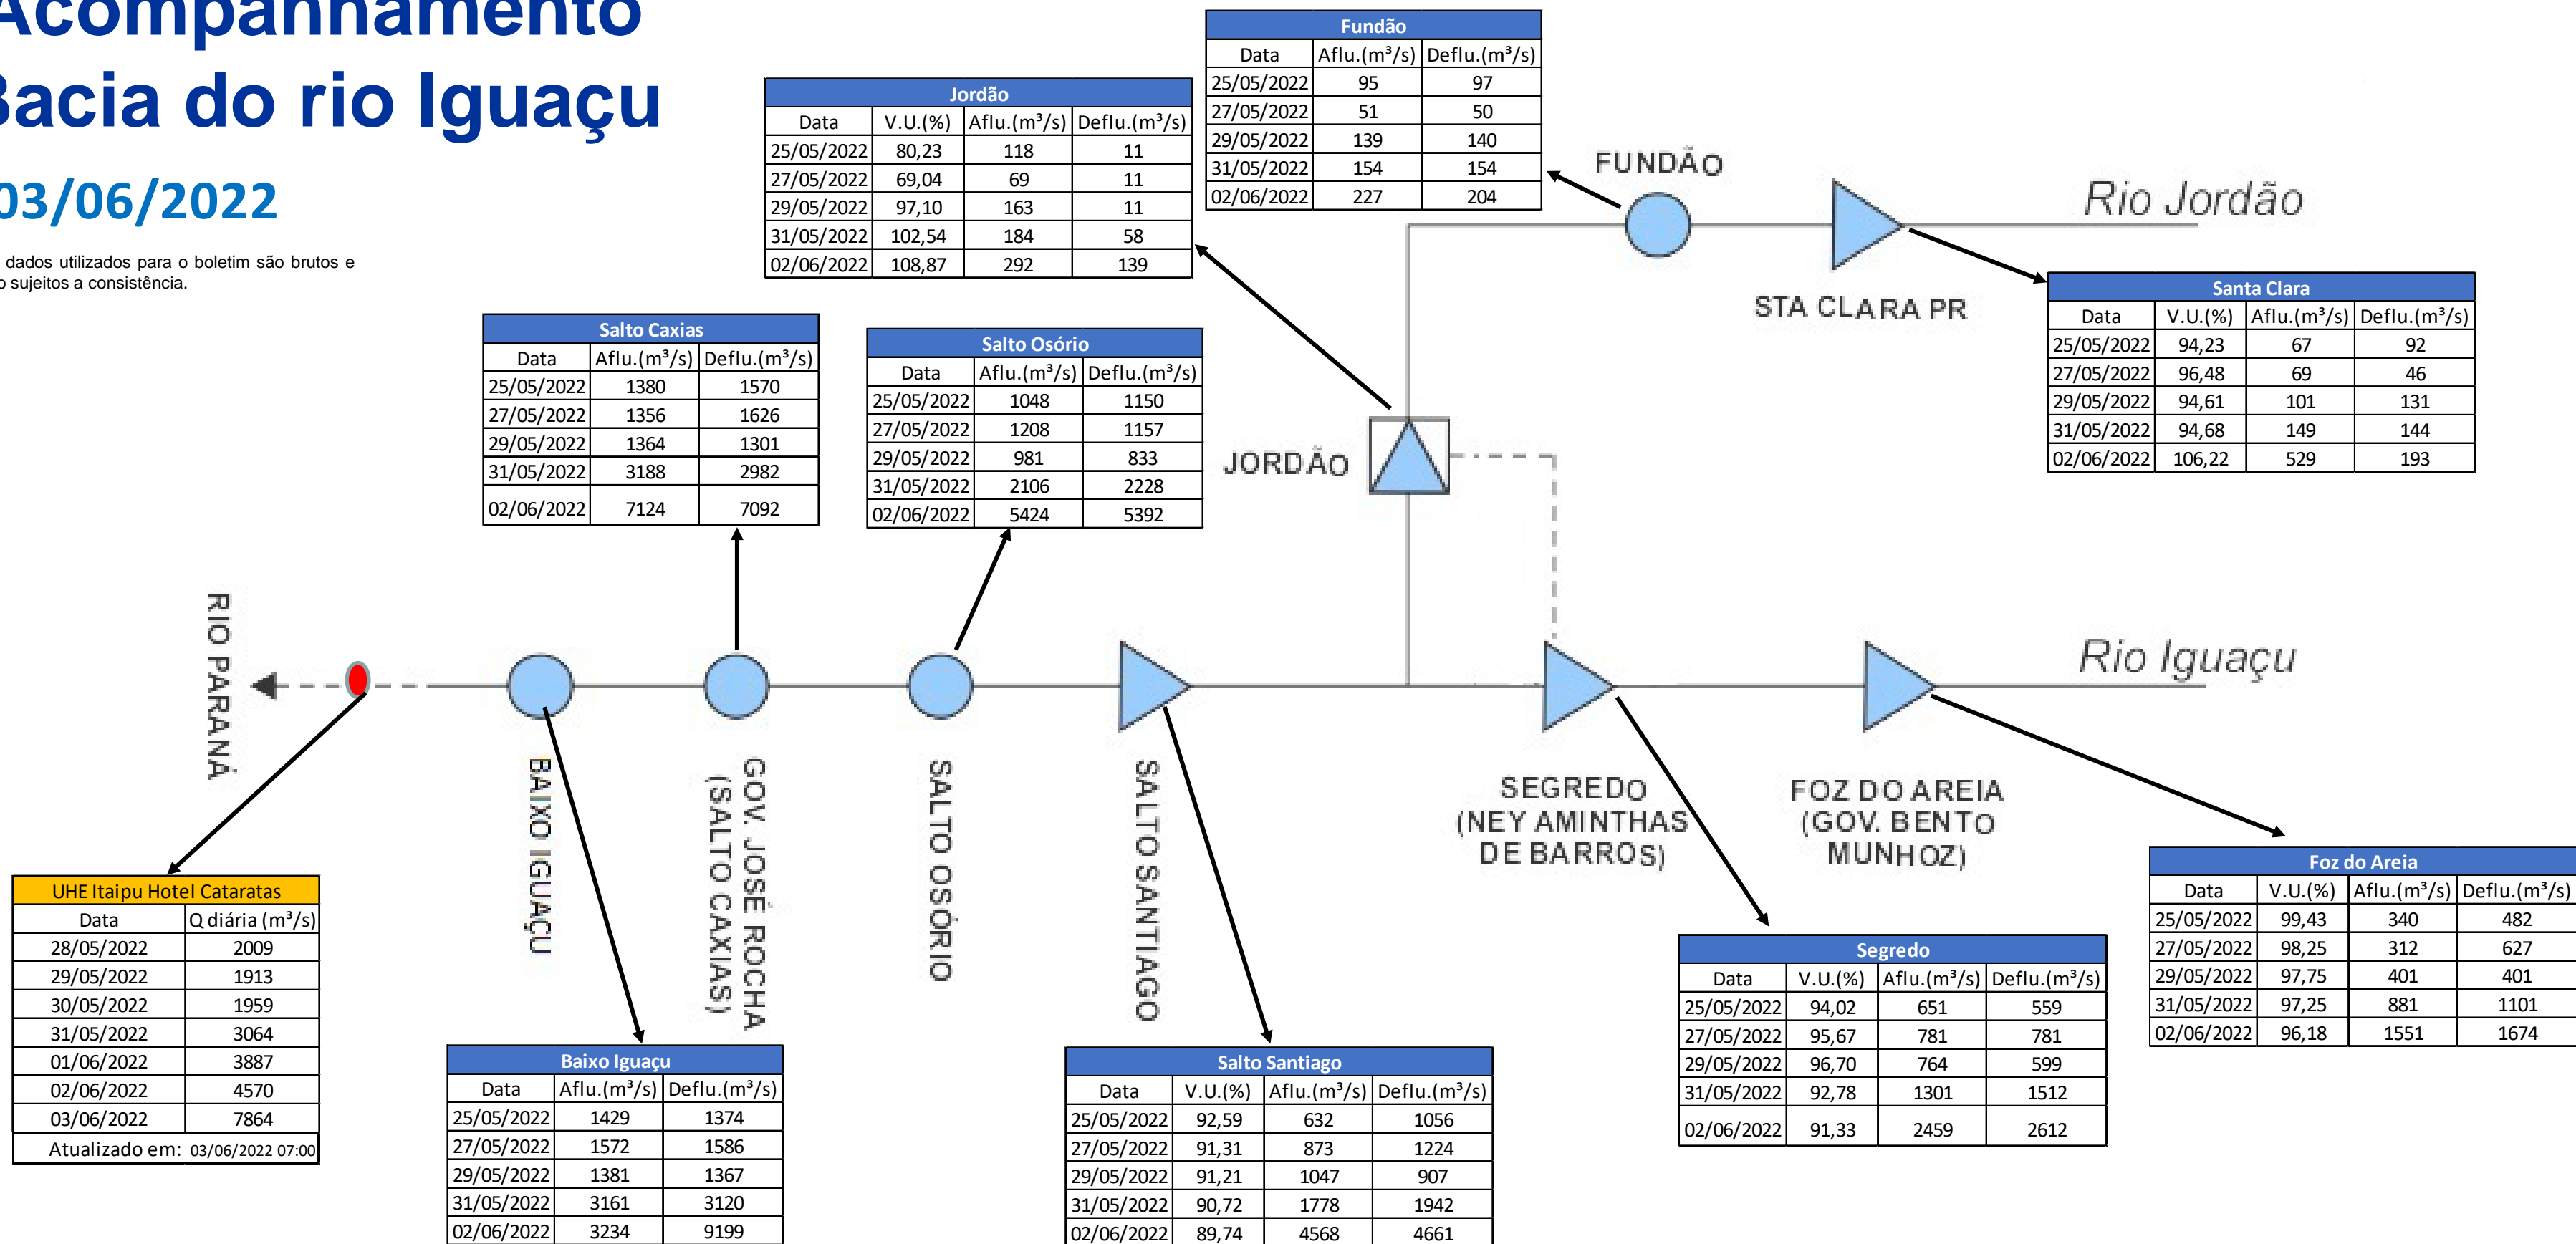 Acompanhamento
Bacia do rio Iguaçu
03/06/2022
dados utilizados para o boletim são brutos e
sujeitos a consistência.
Fundão
Data Aflu.(m³/s) Deflu.(m³/s)
25/05/2022 95 97
27/05/2022 51 50
29/05/2022 139 140
31/05/2022 154 154
02/06/2022 227 204
Jordão
Data V.U.(%) Aflu.(m³/s) Deflu.(m³/s)
25/05/2022 80,23 118 11
27/05/2022 69,04 69 11
29/05/2022 97,10 163 11
31/05/2022 102,54 184 58
02/06/2022 108,87 292 139
FUNDÃO
Rio Jordão
STA CLARA PR
Santa Clara
Data V.U.(%) Aflu.(m³/s) Deflu.(m³/s)
25/05/2022 94,23 67 92
27/05/2022 96,48 69 46
29/05/2022 94,61 101 131
31/05/2022 94,68 149 144
02/06/2022 106,22 529 193
Salto Caxias
Data Aflu.(m³/s) Deflu.(m³/s)
25/05/2022 1380 1570
27/05/2022 1356 1626
29/05/2022 1364 1301
31/05/2022 3188 2982
02/06/2022 7124 7092
Salto Osório
Data Aflu.(m³/s) Deflu.(m³/s)
25/05/2022 1048 1150
27/05/2022 1208 1157
29/05/2022 981 833
31/05/2022 2106 2228
02/06/2022 5424 5392
JORDÃO
RIO PARANÁ
Rio Iguaçu
BAIXO IGUAÇU
GOV. JOSÉ ROCHA
(SALTO CAXIAS)
SALTO OSÓRIO
SALTO SANTIAGO
SEGREDO
(NEY AMINTHAS
DE BARROS)
FOZ DO AREIA
(GOV. BENTO
MUNHOZ)
UHE Itaipu Hotel Cataratas
Data Q diária (m³/s)
28/05/2022 2009
29/05/2022 1913
30/05/2022 1959
31/05/2022 3064
01/06/2022 3887
02/06/2022 4570
03/06/2022 7864
Atualizado em: 03/06/2022 07:00
Baixo Iguaçu
Data Aflu.(m³/s) Deflu.(m³/s)
25/05/2022 1429 1374
27/05/2022 1572 1586
29/05/2022 1381 1367
31/05/2022 3161 3120
02/06/2022 3234 9199
Salto Santiago
Data V.U.(%) Aflu.(m³/s) Deflu.(m³/s)
25/05/2022 92,59 632 1056
27/05/2022 91,31 873 1224
29/05/2022 91,21 1047 907
31/05/2022 90,72 1778 1942
02/06/2022 89,74 4568 4661
Segredo
Data V.U.(%) Aflu.(m³/s) Deflu.(m³/s)
25/05/2022 94,02 651 559
27/05/2022 95,67 781 781
29/05/2022 96,70 764 599
31/05/2022 92,78 1301 1512
02/06/2022 91,33 2459 2612
Foz do Areia
Data V.U.(%) Aflu.(m³/s) Deflu.(m³/s)
25/05/2022 99,43 340 482
27/05/2022 98,25 312 627
29/05/2022 97,75 401 401
31/05/2022 97,25 881 1101
02/06/2022 96,18 1551 1674